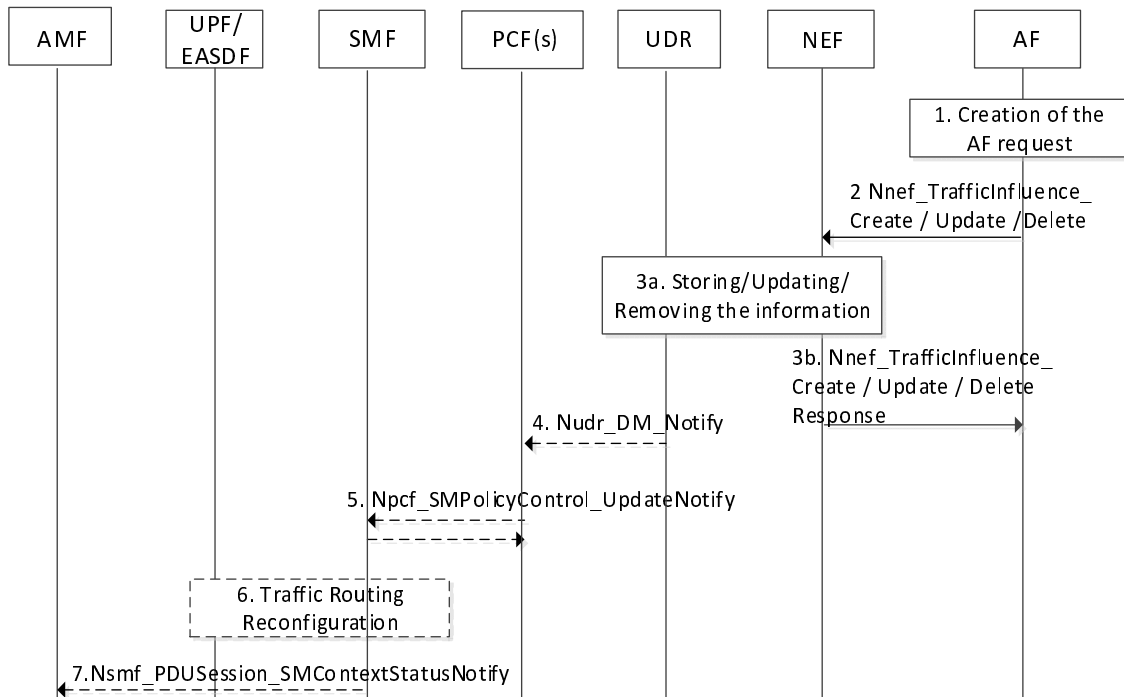 AMF
UPF/
EASDF
SMF
PCF(s)
UDR
NEF
AF
1. Creation of the
AF request
2 Nnef_TrafficInfluence_
Create / Update /Delete
3a. Storing/Updating/
Removing the information
3b. Nnef_TrafficInfluence_
Create / Update / Delete
Response
4. Nudr_DM_Notify
5. Npcf_SMPolicyControl_UpdateNotify
6. Traffic Routing
Reconfiguration
7.Nsmf_PDUSession_SMContextStatusNotify